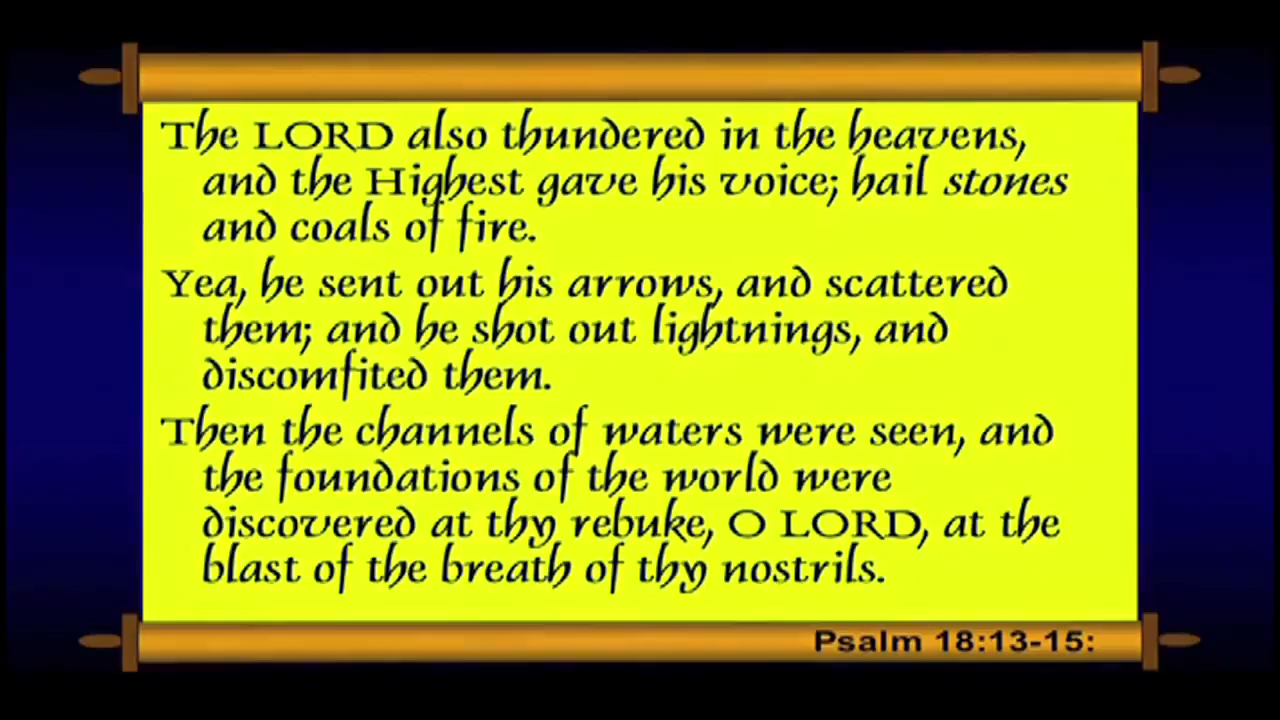 The LORD also thundered in the heavens,
and the Highest gave his voice; hail stones
and coals of fire.
Yea, he sent out his arrows, and scattered
them; and he shot out lightnings, and
discomfited them.
Then the channels of waters were seen, and
the foundations of the world were
discovered at thy rebuke, O LORD, at the
blast of the breath of thy nostrils.
Psalm 18:13-15: